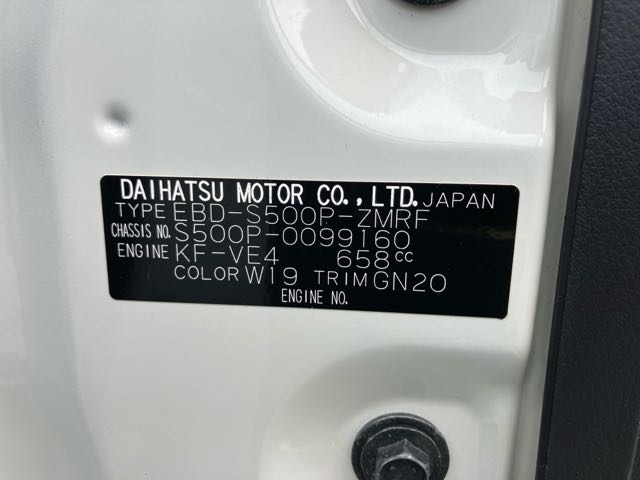 DAIHATSU MOTOR CO., LTD. JAPAN
TYPE EBD-S500P-ZMRF
CHASSIS NO. S500P-0099160
ENGINE KF-VE4 658cc
COLOR W19 TRIM GN20
ENGINE NO.